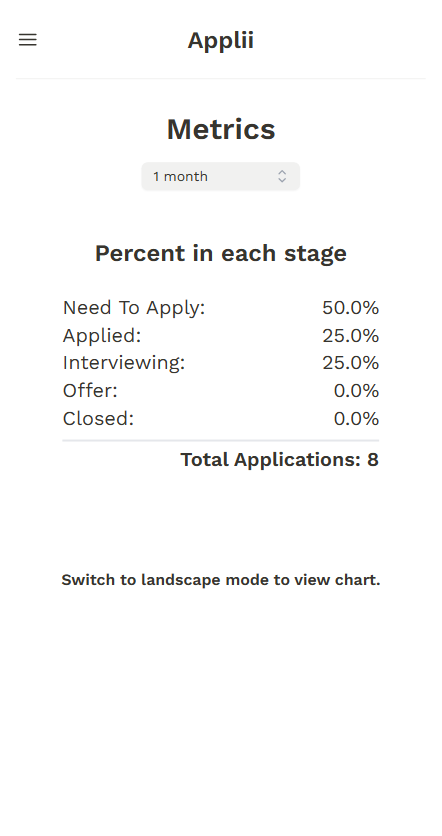 Applii
Metrics
1 month
Percent in each stage
Need To Apply: 50.0%
Applied: 25.0%
Interviewing: 25.0%
Offer: 0.0%
Closed: 0.0%
Total Applications: 8
Switch to landscape mode to view chart.